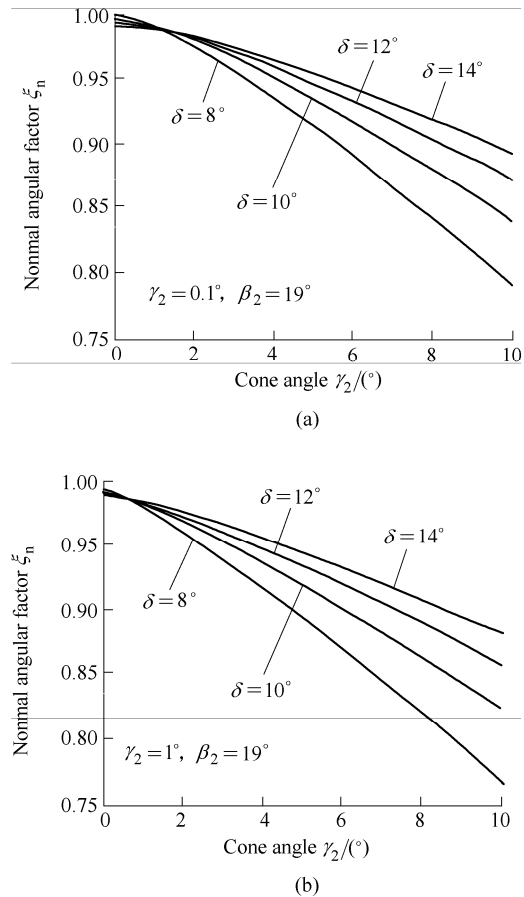 1.00
0.95
0.90
0.85
0.80
0.75
Nonmal angular factor ξn
δ=12°
δ=14°
δ=8°
δ=10°
γ2=0.1°, β2=19°
0 2 4 6 8 10
Cone angle γ2/(°)
(a)
1.00
0.95
0.90
0.85
0.80
0.75
Nonmal angular factor ξn
δ=12°
δ=14°
δ=8°
δ=10°
γ2=1°, β2=19°
0 2 4 6 8 10
Cone angle γ2/(°)
(b)